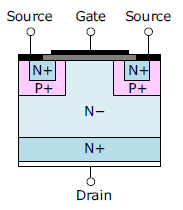 Source Gate Source
N+ N+
P+ P+
N−
N+
Drain